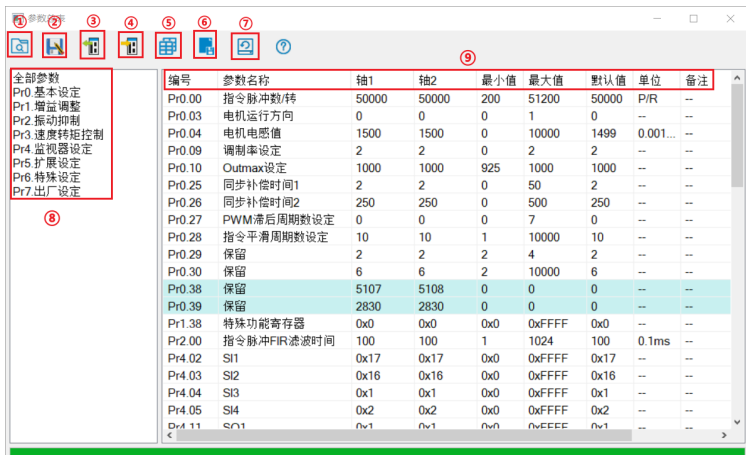 参数列表
① ② ③ ④ ⑤ ⑥ ⑦
⑨
全部参数
Pr0.基本设定
Pr1.增益调整
Pr2.振动抑制
Pr3.速度转矩控制
Pr4.监视器设定
Pr5.扩展设定
Pr6.特殊设定
Pr7.出厂设定
⑧
编号 参数名称 轴1 轴2 最小值 最大值 默认值 单位 备注
Pr0.00 指令脉冲数/转 50000 50000 200 51200 50000 P/R --
Pr0.03 电机运行方向 0 0 0 1 0 -- --
Pr0.04 电机电感值 1500 1500 0 10000 1499 0.001... --
Pr0.09 调制率设定 2 2 0 2 2 -- --
Pr0.10 Outmax设定 1000 1000 925 1000 1000 -- --
Pr0.25 同步补偿时间1 2 2 0 50 2 -- --
Pr0.26 同步补偿时间2 250 250 0 500 250 -- --
Pr0.27 PWM滞后周期数设定 0 0 0 7 0 -- --
Pr0.28 指令平滑周期数设定 10 10 1 10000 10 -- --
Pr0.29 保留 2 2 2 4 2 -- --
Pr0.30 保留 6 6 2 10000 6 -- --
Pr0.38 保留 5107 5108 0 0 0 -- --
Pr0.39 保留 2830 2830 0 0 0 -- --
Pr1.38 特殊功能寄存器 0x0 0x0 0x0 0xFFFF 0x0 -- --
Pr2.00 指令脉冲FIR滤波时间 100 100 1 1024 100 0.1ms --
Pr4.02 SI1 0x17 0x17 0x0 0xFFFF 0x17 -- --
Pr4.03 SI2 0x16 0x16 0x0 0xFFFF 0x16 -- --
Pr4.04 SI3 0x1 0x1 0x0 0xFFFF 0x1 -- --
Pr4.05 SI4 0x2 0x2 0x0 0xFFFF 0x2 -- --
Pr4.11 SO1 0x1 0x1 0x0 0xFFFF 0x1 -- --